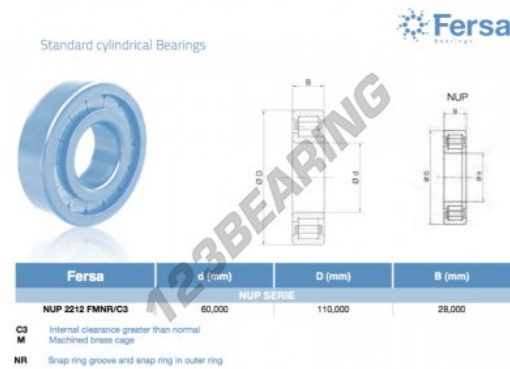 Fersa
Bearings
Standard cylindrical Bearings
B
NUP
B
Ø D
Ø d
Ø D
Ø d
123BEARING
Fersa d (mm) D (mm) B (mm)
NUP SERIE
NUP 2212 FMNR/C3 60,000 110,000 28,000
C3 Internal clearance greater than normal
M Machined brass cage
NR Snap ring groove and snap ring in outer ring